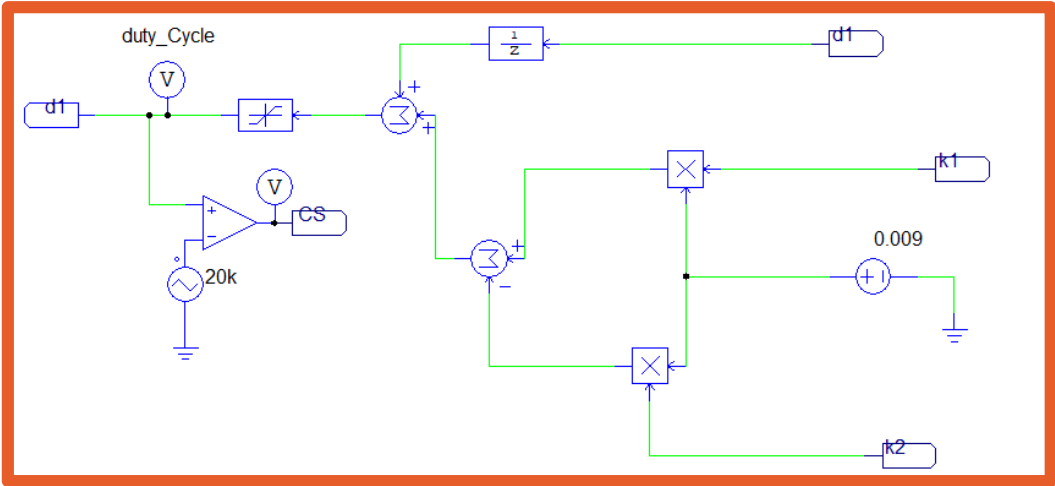 duty_Cycle
V
d1
1
z
d1
+
+
Σ
k1
V
+
CS
−
20k
+
Σ
−
0.009
+
k2